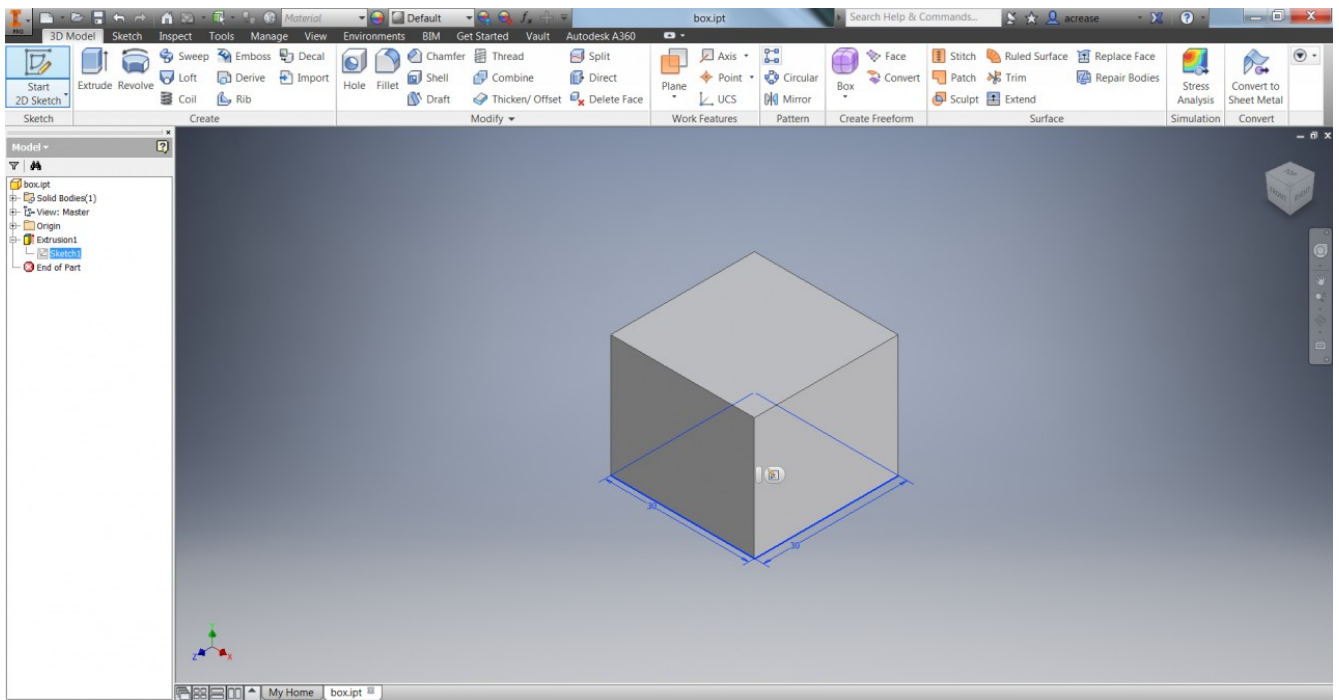 PRO
Material
Default
box.ipt
Search Help & Commands...
acrease
3D Model Sketch Inspect Tools Manage View Environments BIM Get Started Vault Autodesk A360
Start
2D Sketch
Extrude Revolve
Sweep Emboss Decal
Loft Derive Import
Coil Rib
Hole Fillet
Chamfer Thread Split
Shell Combine Direct
Draft Thicken/ Offset Delete Face
Plane
Axis
Point
UCS
Circular
Mirror
Box
Face
Convert
Stitch Ruled Surface Replace Face
Patch Trim Repair Bodies
Sculpt Extend
Stress
Analysis
Convert to
Sheet Metal
Sketch Create Modify Work Features Pattern Create Freeform Surface Simulation Convert
Model
box.ipt
Solid Bodies(1)
View: Master
Origin
Extrusion1
Sketch1
End of Part
TOP
FRONT
RIGHT
30
30
Y
Z
X
My Home box.ipt